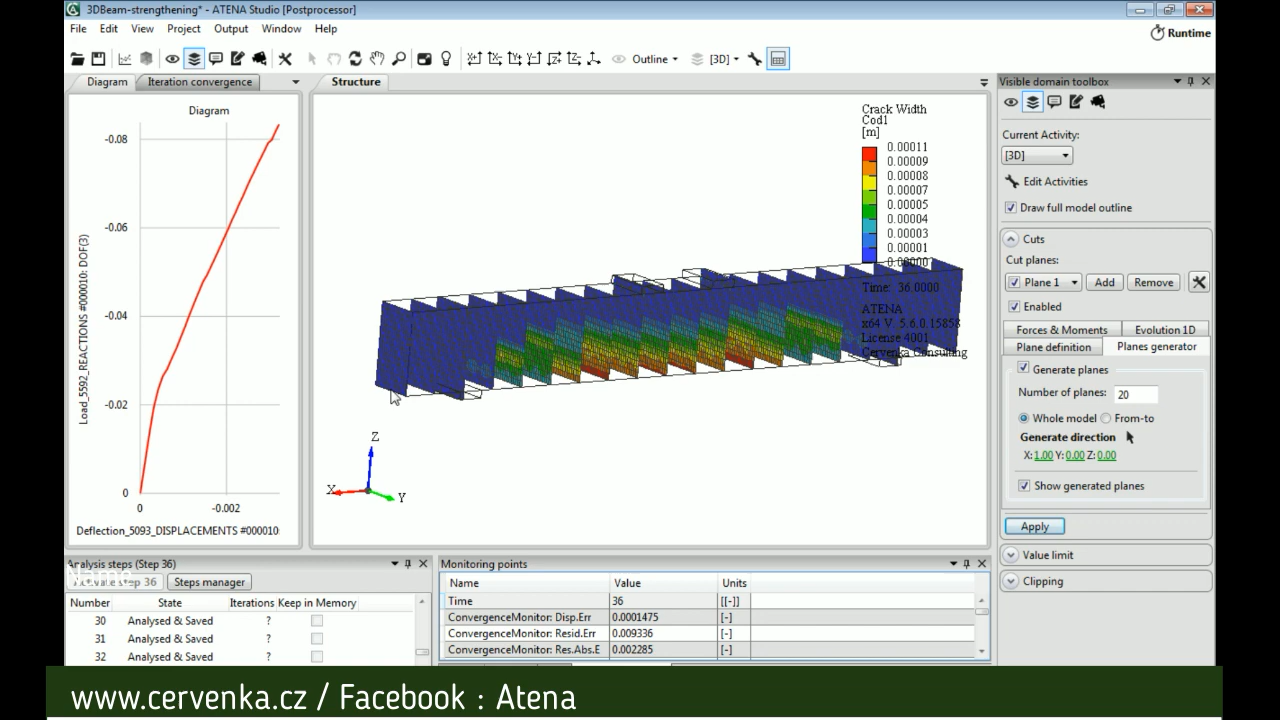 3DBeam-strengthening* - ATENA Studio [Postprocessor]
File Edit View Project Output Window Help
Runtime
Outline [3D]
Diagram Iteration convergence
Structure
Visible domain toolbox
Diagram
-0.08
-0.06
-0.04
-0.02
0
0 -0.002
Load_5592_REACTIONS #000010: DOF(3)
Deflection_5093_DISPLACEMENTS #000010:
Crack Width
Cod1
[m]
0.00011
0.00009
0.00008
0.00007
0.00005
0.00004
0.00003
0.00001
0.00000
Time: 36.0000
ATENA
x64 V. 5.6.0.15858
License 4001
Cervenka Consulting
Z
X
Y
Current Activity:
[3D]
Edit Activities
Draw full model outline
Cuts
Cut planes:
Plane 1 Add Remove
Enabled
Forces & Moments Evolution 1D
Plane definition Planes generator
Generate planes
Number of planes: 20
Whole model From-to
Generate direction
X: 1.00 Y: 0.00 Z: 0.00
Show generated planes
Apply
Value limit
Clipping
Analysis steps (Step 36)
Activate step 36 Steps manager
Number State Iterations Keep in Memory
30 Analysed & Saved ?
31 Analysed & Saved ?
32 Analysed & Saved ?
Monitoring points
Name Value Units
Time 36 [[-]]
ConvergenceMonitor: Disp.Err 0.0001475 [-]
ConvergenceMonitor: Resid.Err 0.009336 [-]
ConvergenceMonitor: Res.Abs.E 0.002285 [-]
www.cervenka.cz / Facebook : Atena